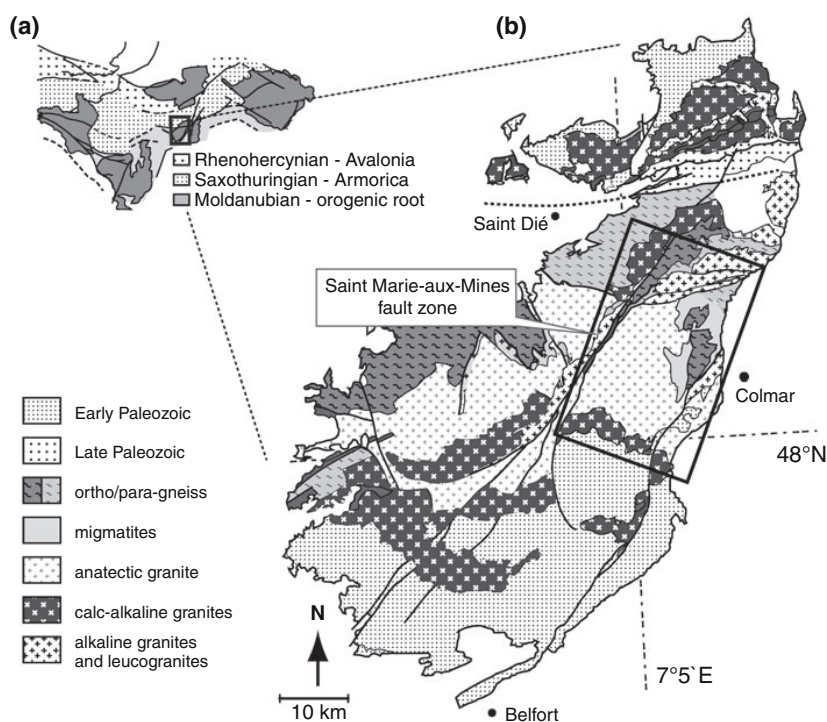 (a)
(b)
Rhenohercynian - Avalonia
Saxothuringian - Armorica
Moldanubian - orogenic root
Saint Dié
Saint Marie-aux-Mines
fault zone
Colmar
48°N
Early Paleozoic
Late Paleozoic
ortho/para-gneiss
migmatites
anatectic granite
calc-alkaline granites
alkaline granites
and leucogranites
N
10 km
7°5`E
Belfort